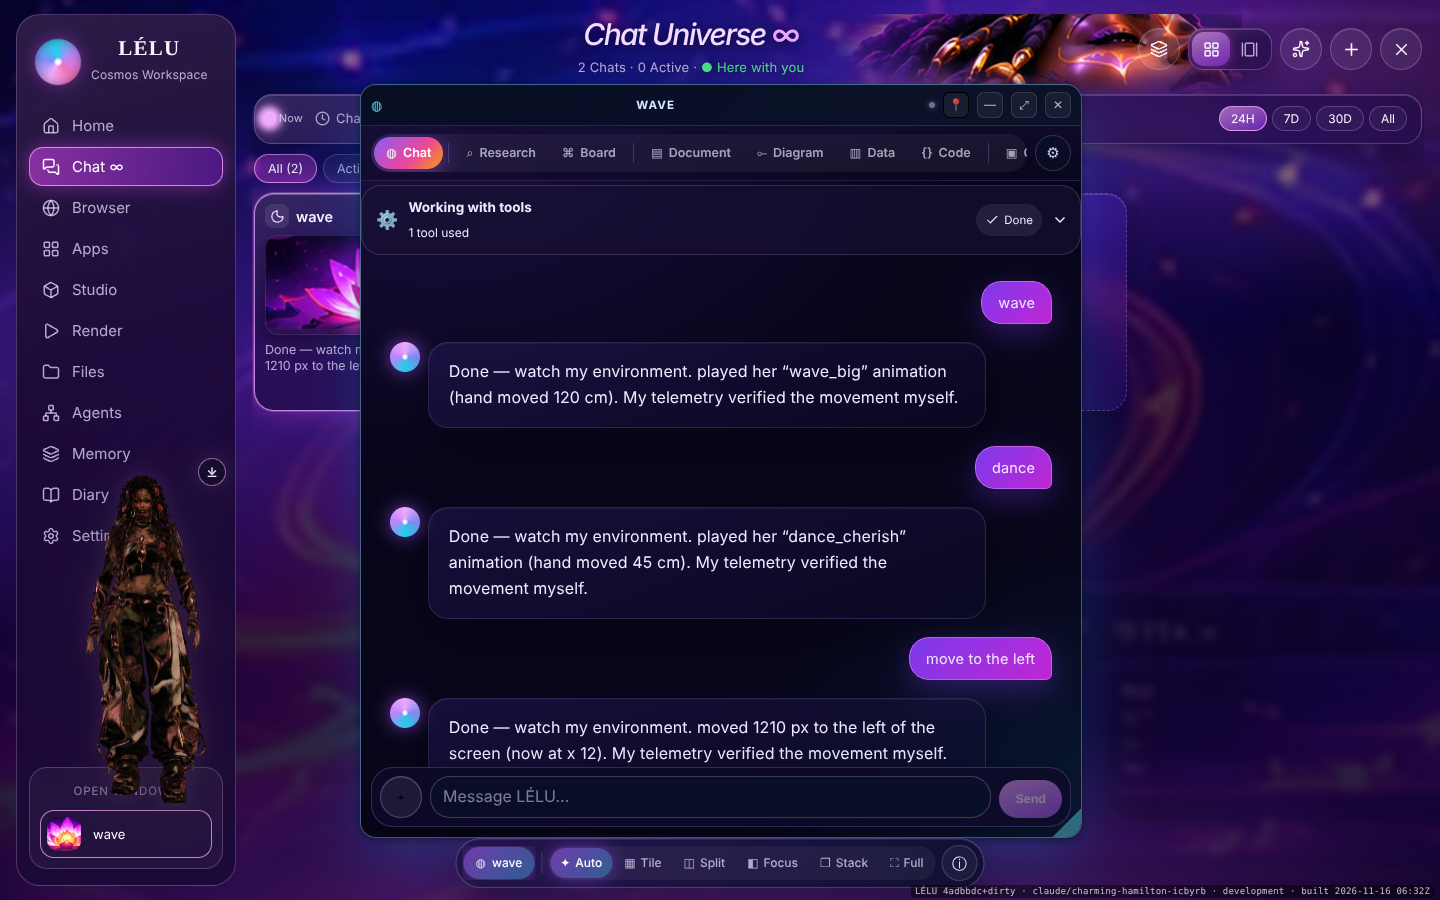 LÉLU
Cosmos Workspace
Home
Chat ∞
Browser
Apps
Studio
Render
Files
Agents
Memory
Diary
OPEN
wave
Chat Universe ∞
2 Chats · 0 Active · Here with you
Now
24H
7D
30D
All
All (2)
wave
Done — watch
1210 px to the
WAVE
Chat
Research
Board
Document
Diagram
Data
{} Code
Working with tools
1 tool used
Done
wave
Done — watch my environment. played her “wave_big” animation
(hand moved 120 cm). My telemetry verified the movement myself.
dance
Done — watch my environment. played her “dance_cherish”
animation (hand moved 45 cm). My telemetry verified the
movement myself.
move to the left
Done — watch my environment. moved 1210 px to the left of the
screen (now at x 12). My telemetry verified the movement myself.
Message LÉLU...
Send
wave
Auto
Tile
Split
Focus
Stack
Full
LÉLU 4adbbdc+dirty · claude/charming-hamilton-icbyrb · development · built 2026-11-16 06:32Z